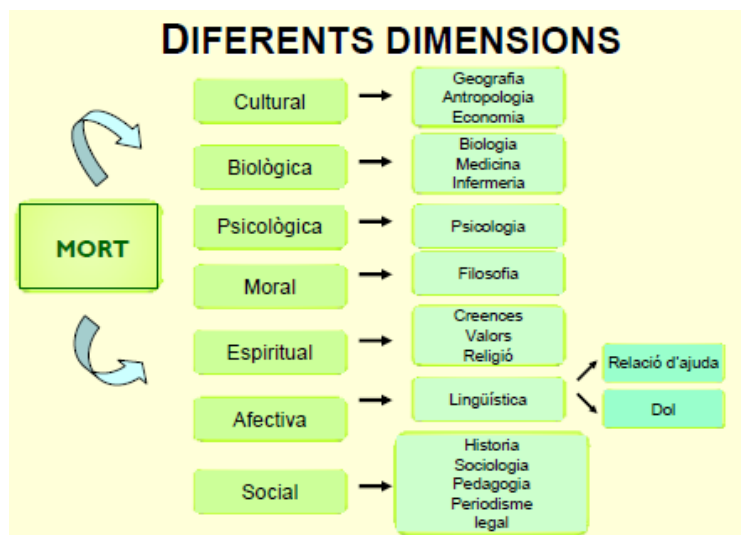 DIFERENTS DIMENSIONS
MORT
Cultural
Geografia
Antropologia
Economia
Biològica
Biologia
Medicina
Infermeria
Psicològica
Psicologia
Moral
Filosofia
Espiritual
Creences
Valors
Religió
Afectiva
Lingüística
Relació d'ajuda
Dol
Social
Historia
Sociologia
Pedagogia
Periodisme
legal